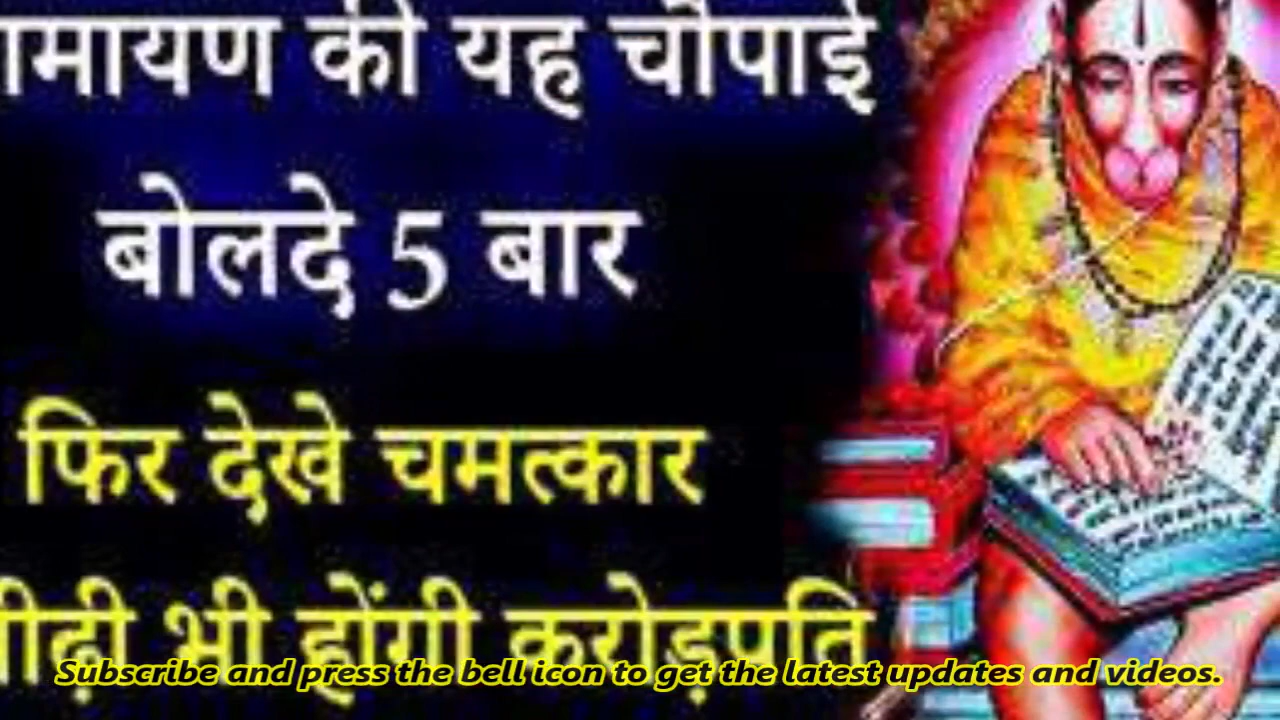 रामायण की यह चौपाई
बोलदे 5 बार
फिर देखे चमत्कार
पीढ़ी भी होंगी करोड़पति
Subscribe and press the bell icon to get the latest updates and videos.